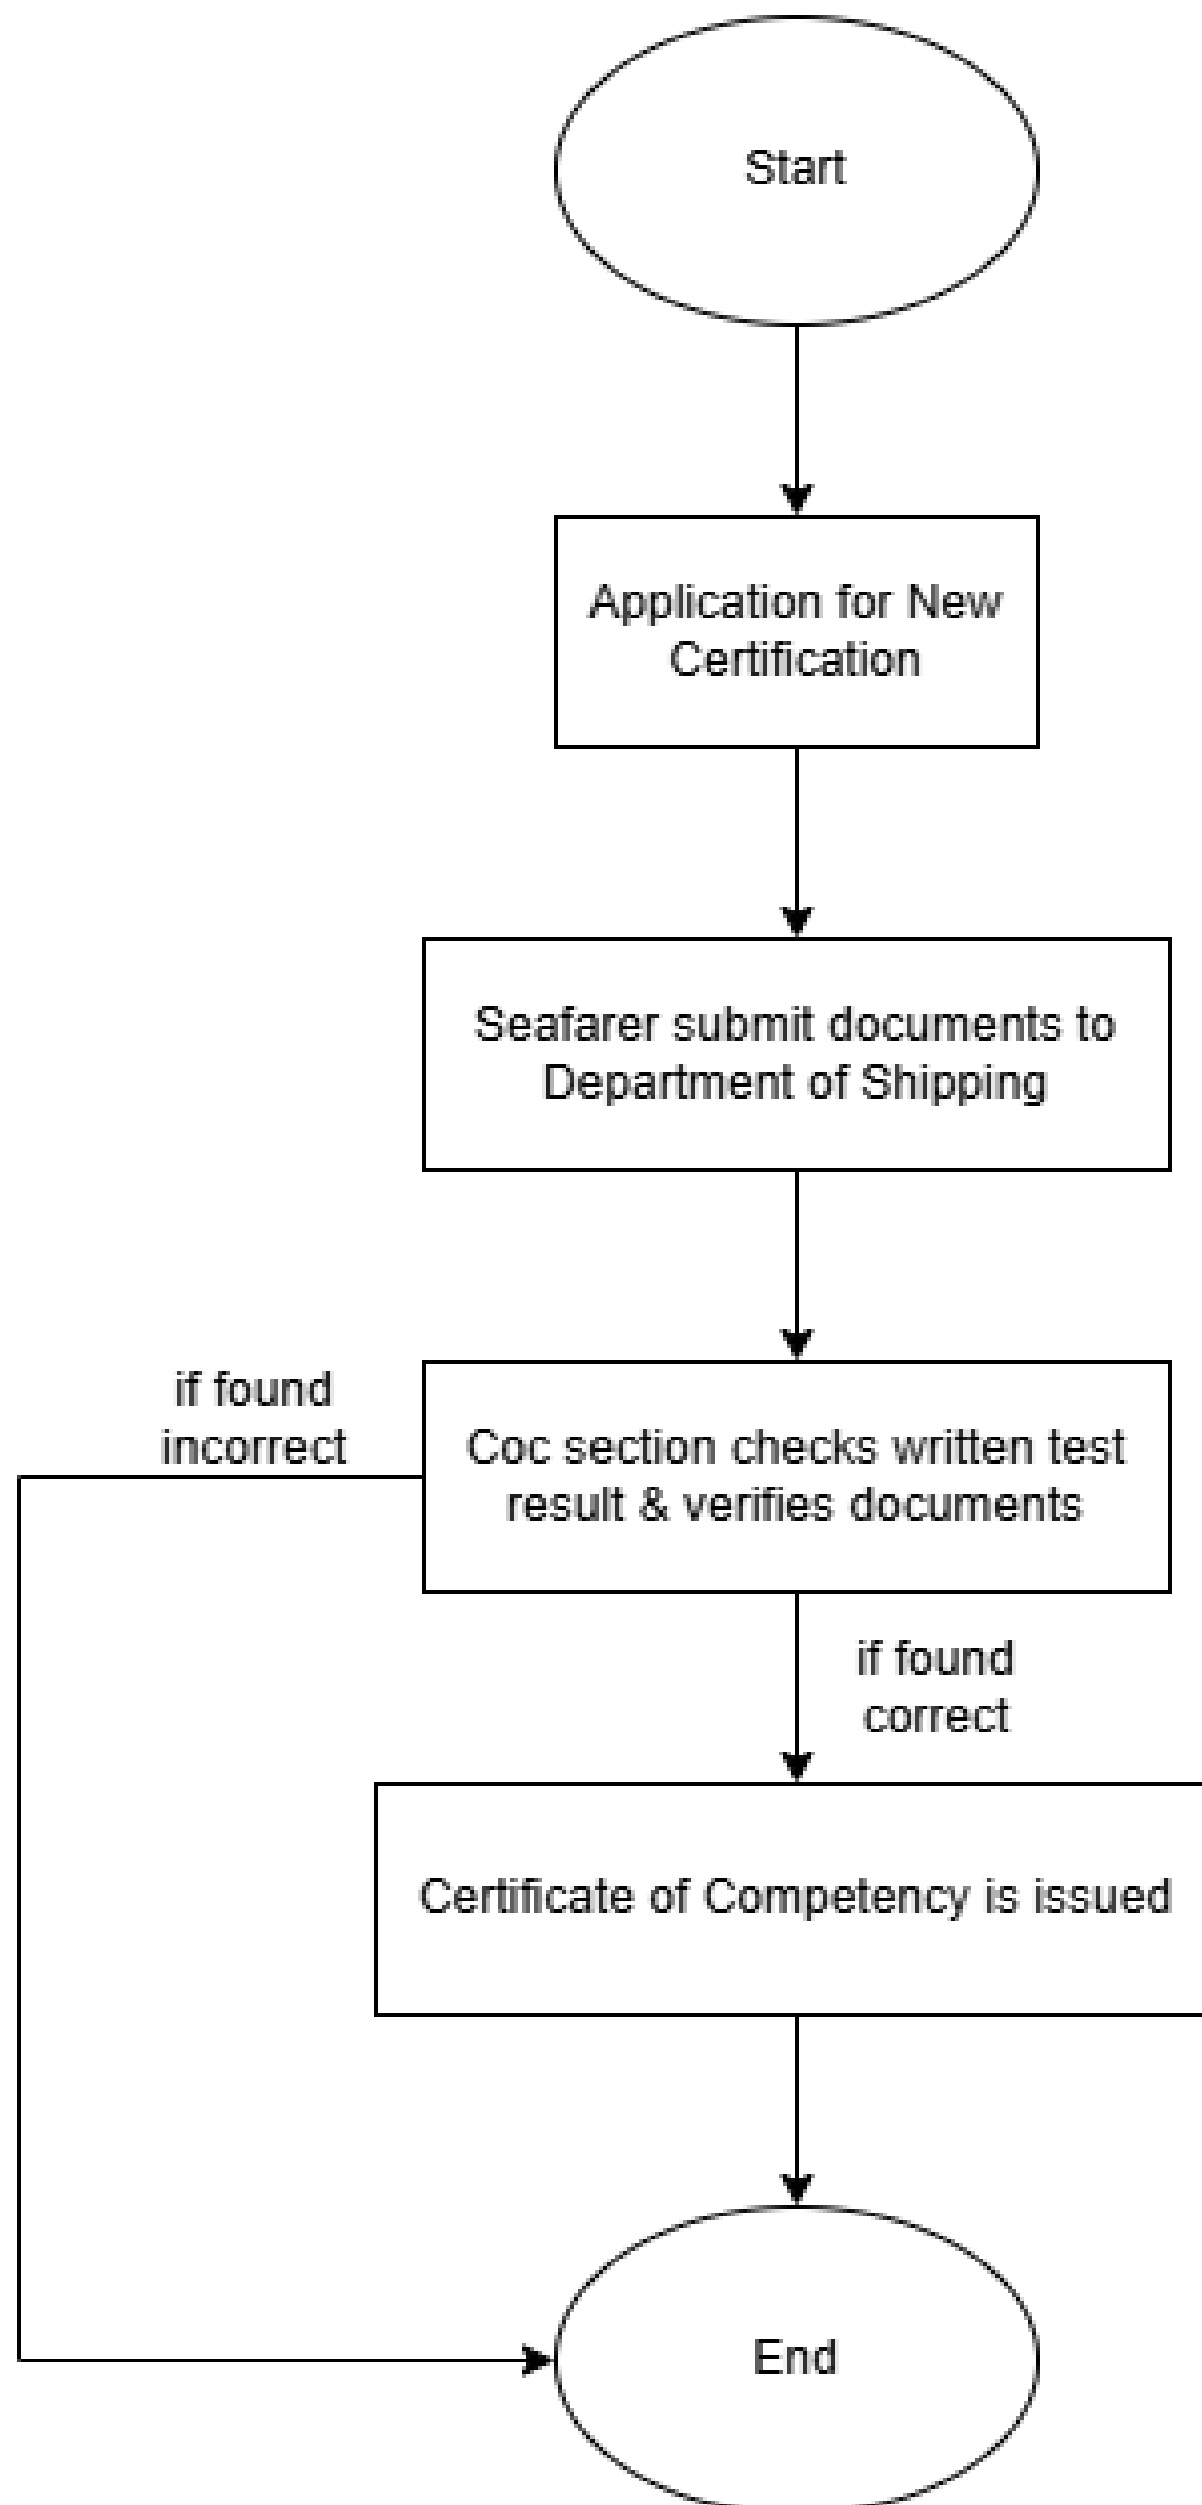 Start
Application for New
Certification
Seafarer submit documents to
Department of Shipping
if found
incorrect
Coc section checks written test
result & verifies documents
if found
correct
Certificate of Competency is issued
End